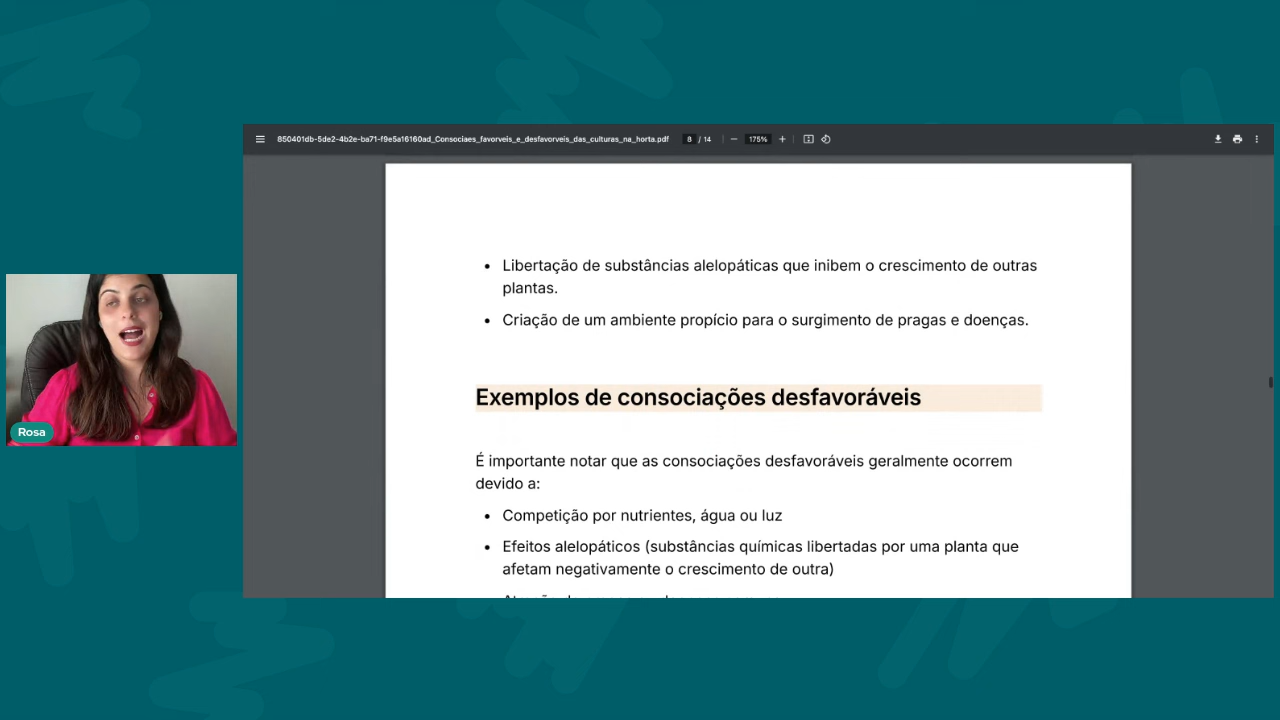 850401db-5de2-4b2e-ba71-f9e5a16160ad_Consociaes_favorveis_e_desfavorveis_das_culturas_na_horta.pdf 8 / 14 175%
Libertação de substâncias alelopáticas que inibem o crescimento de outras
plantas.
Criação de um ambiente propício para o surgimento de pragas e doenças.
Exemplos de consociações desfavoráveis
É importante notar que as consociações desfavoráveis geralmente ocorrem
devido a:
Competição por nutrientes, água ou luz
Efeitos alelopáticos (substâncias químicas libertadas por uma planta que
afetam negativamente o crescimento de outra)
Rosa